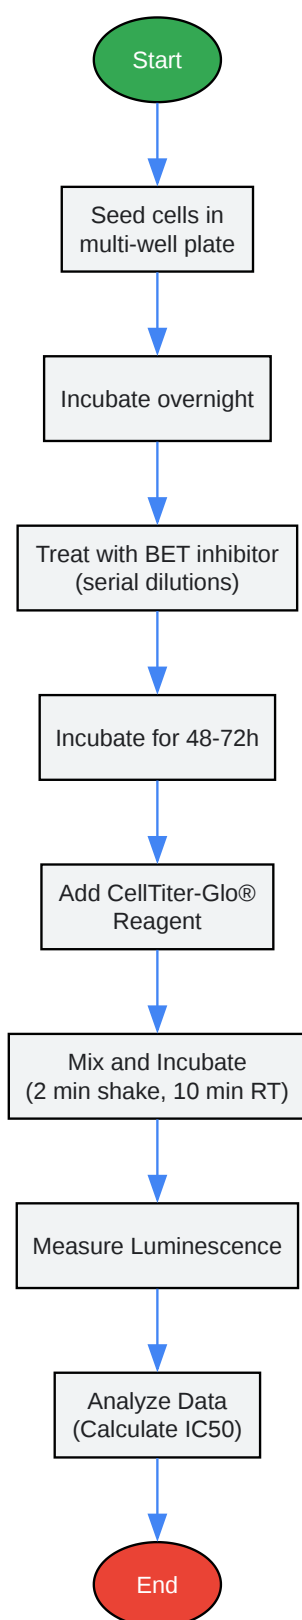 Start
Seed cells in
multi-well plate
Incubate overnight
Treat with BET inhibitor
(serial dilutions)
Incubate for 48-72h
Add CellTiter-Glo®
Reagent
Mix and Incubate
(2 min shake, 10 min RT)
Measure Luminescence
Analyze Data
(Calculate IC50)
End